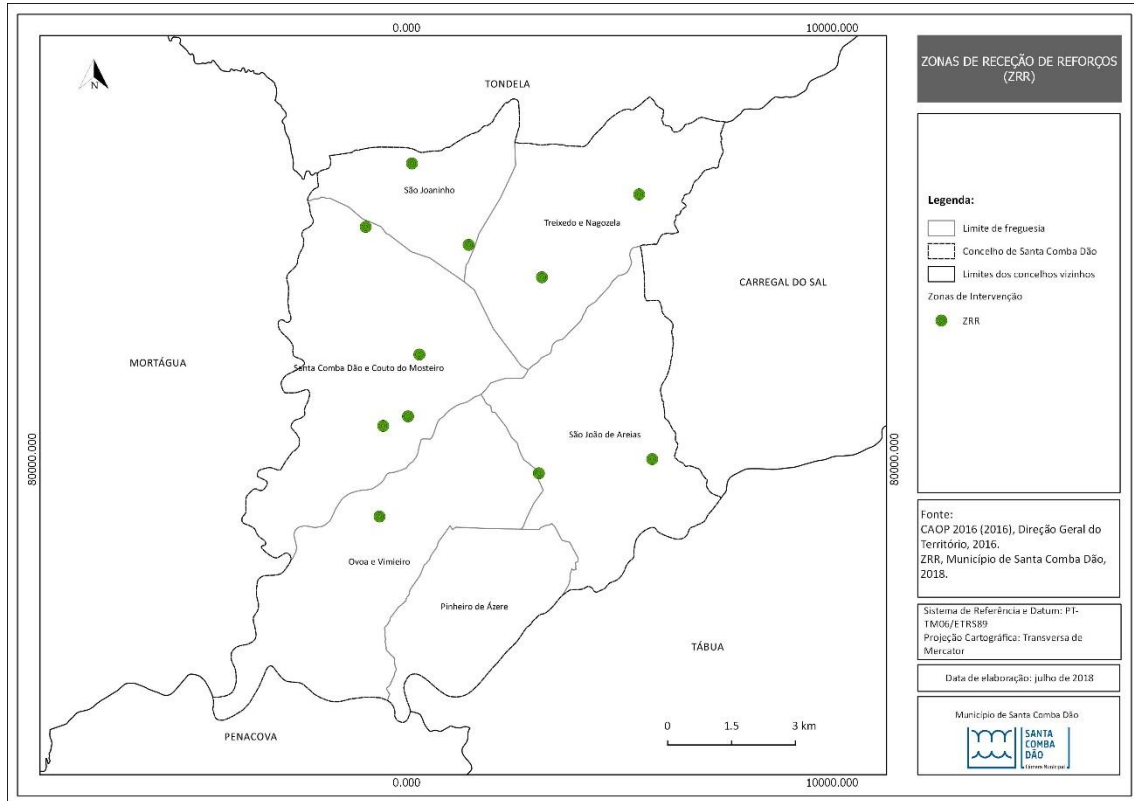 0.000
10000.000
ZONAS DE RECEÇÃO DE REFORÇOS
(ZRR)
N
TONDELA
São Joaninho
Treixedo e Nagozela
Legenda:
Limite de freguesia
Concelho de Santa Comba Dão
Limites dos concelhos vizinhos
Zonas de Intervenção
ZRR
CARREGAL DO SAL
MORTÁGUA
Santa Comba Dão e Couto do Mosteiro
São João de Areias
80000.000
80000.000
Fonte:
CAOP 2016 (2016), Direção Geral do
Território, 2016.
ZRR, Município de Santa Comba Dão,
2018.
Ovoa e Vimieiro
Pinheiro de Ázere
Sistema de Referência e Datum: PT-
TM06/ETRS89
Projeção Cartográfica: Transversa de
Mercator
TÁBUA
Data de elaboração: julho de 2018
PENACOVA
0 1.5 3 km
Município de Santa Comba Dão
SANTA
COMBA
DÃO
Câmara Municipal
0.000
10000.000